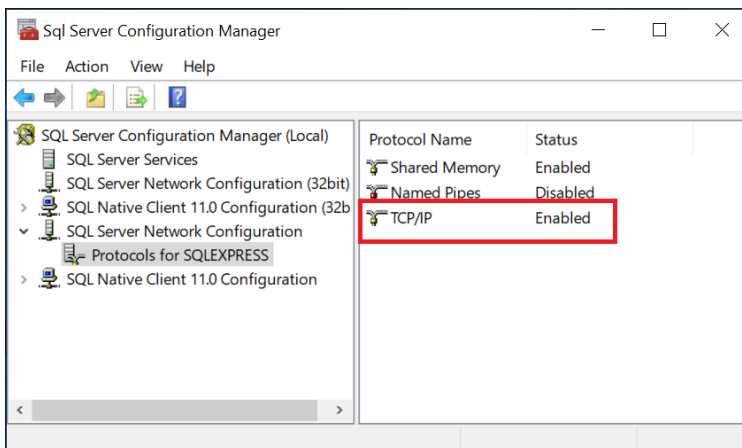 Sql Server Configuration Manager
File Action View Help
SQL Server Configuration Manager (Local)
SQL Server Services
SQL Server Network Configuration (32bit)
SQL Native Client 11.0 Configuration (32b
SQL Server Network Configuration
Protocols for SQLEXPRESS
SQL Native Client 11.0 Configuration
Protocol Name Status
Shared Memory Enabled
Named Pipes Disabled
TCP/IP Enabled